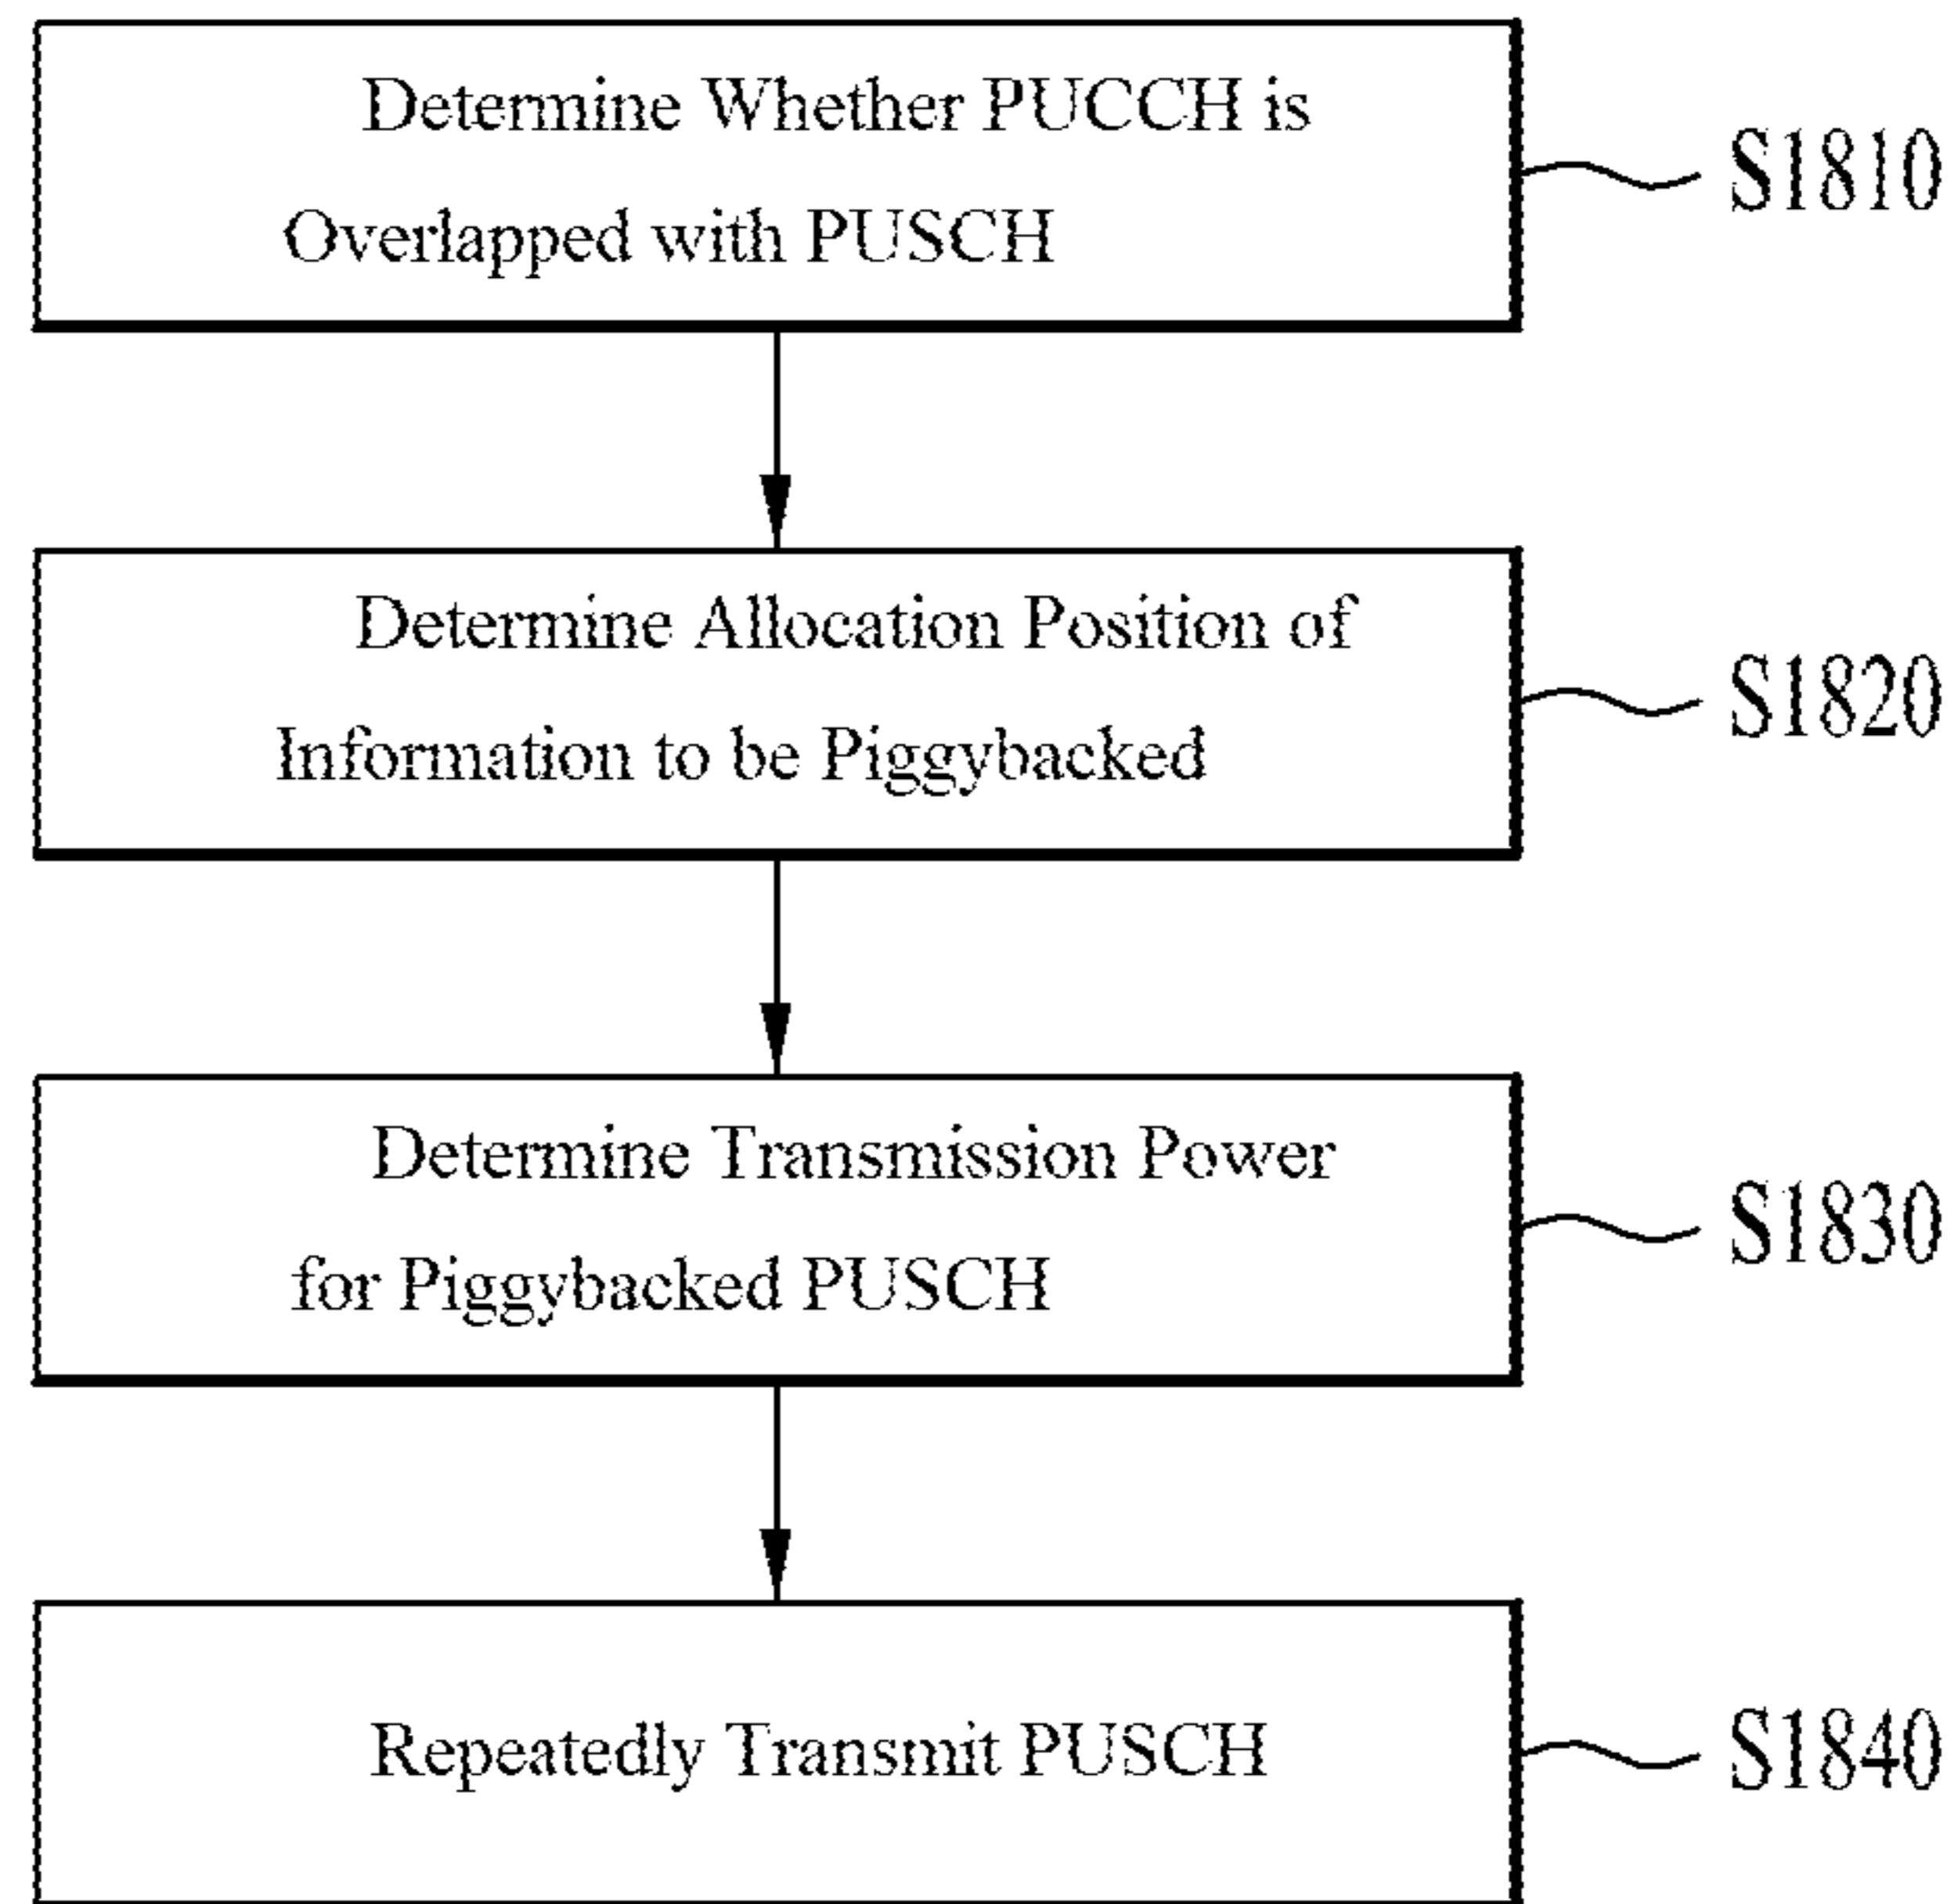 Determine Whether PUCCH is
Overlapped with PUSCH
S1810
Determine Allocation Position of
Information to be Piggybacked
S1820
Determine Transmission Power
for Piggybacked PUSCH
S1830
Repeatedly Transmit PUSCH
S1840